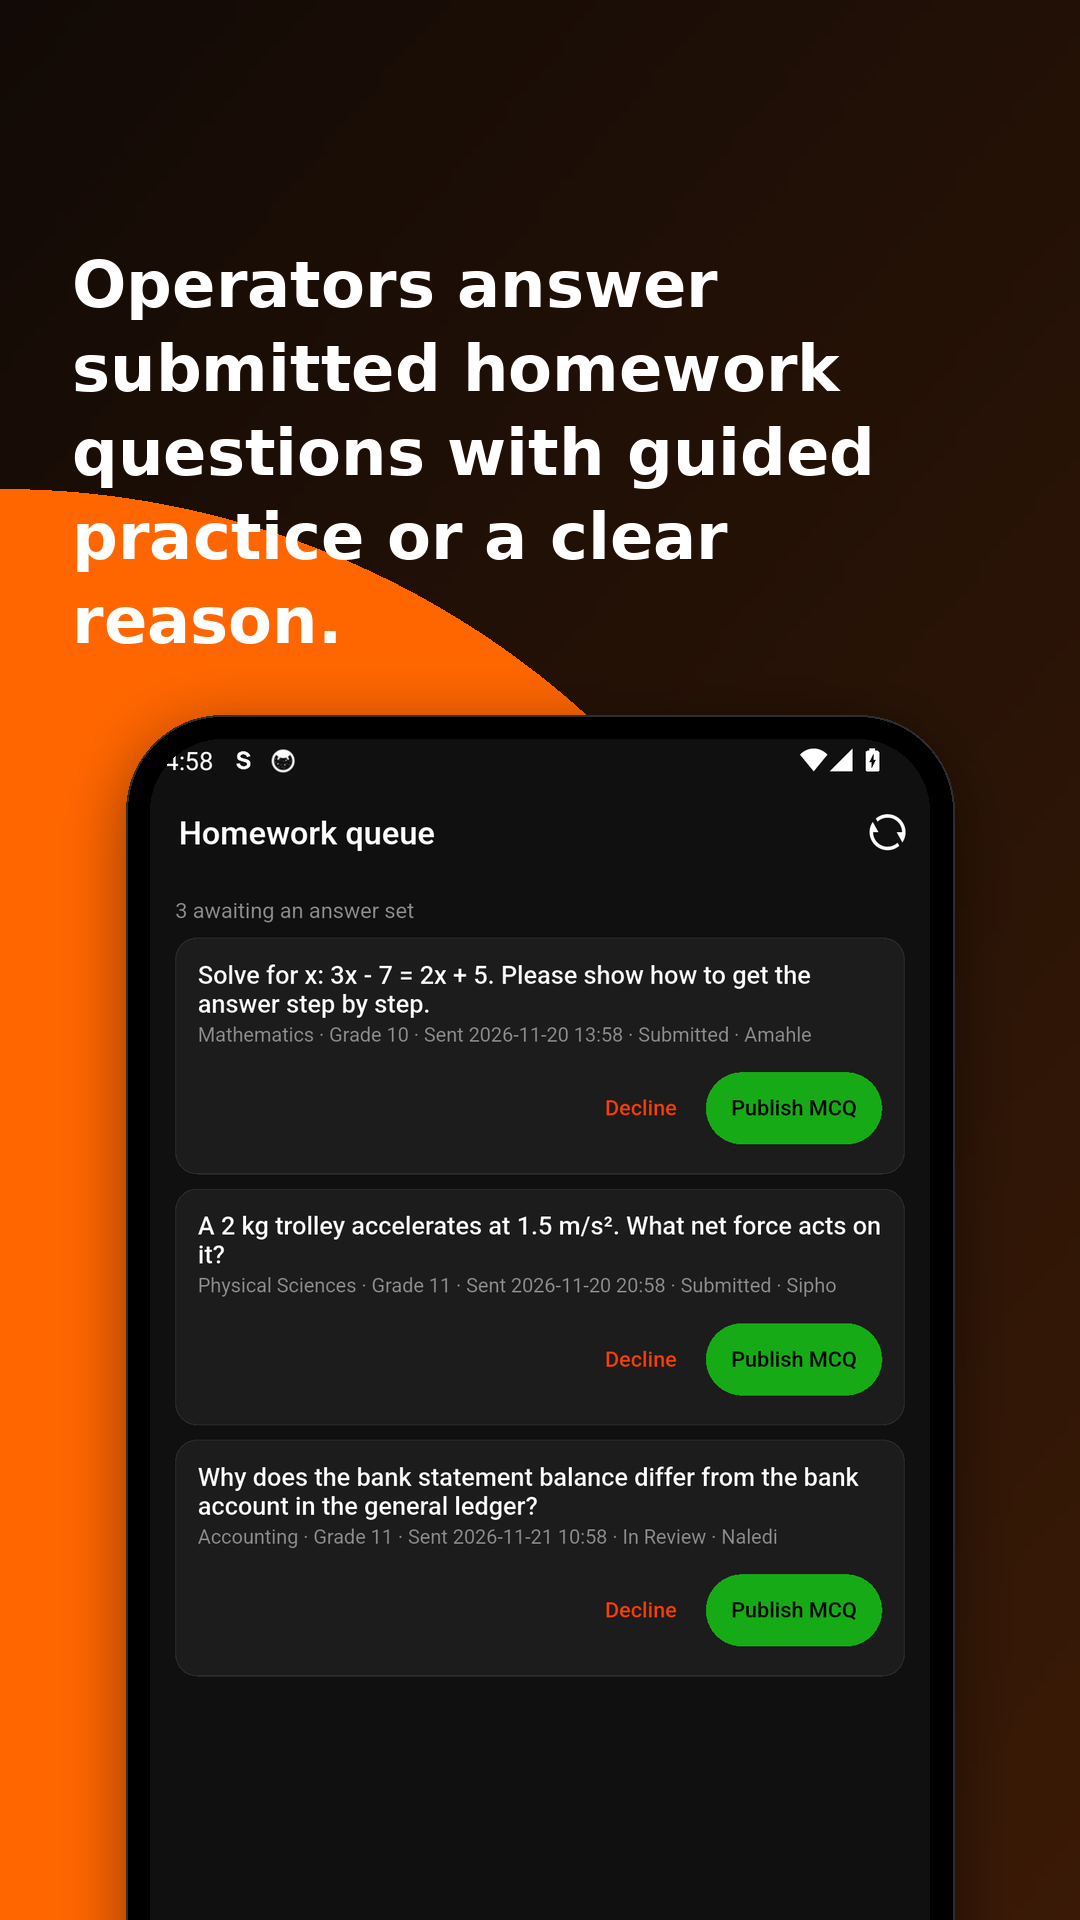 Operators answer
submitted homework
questions with guided
practice or a clear
reason.
4:58 S
Homework queue
3 awaiting an answer set
Solve for x: 3x - 7 = 2x + 5. Please show how to get the
answer step by step.
Mathematics · Grade 10 · Sent 2026-11-20 13:58 · Submitted · Amahle
Decline Publish MCQ
A 2 kg trolley accelerates at 1.5 m/s². What net force acts on
it?
Physical Sciences · Grade 11 · Sent 2026-11-20 20:58 · Submitted · Sipho
Decline Publish MCQ
Why does the bank statement balance differ from the bank
account in the general ledger?
Accounting · Grade 11 · Sent 2026-11-21 10:58 · In Review · Naledi
Decline Publish MCQ